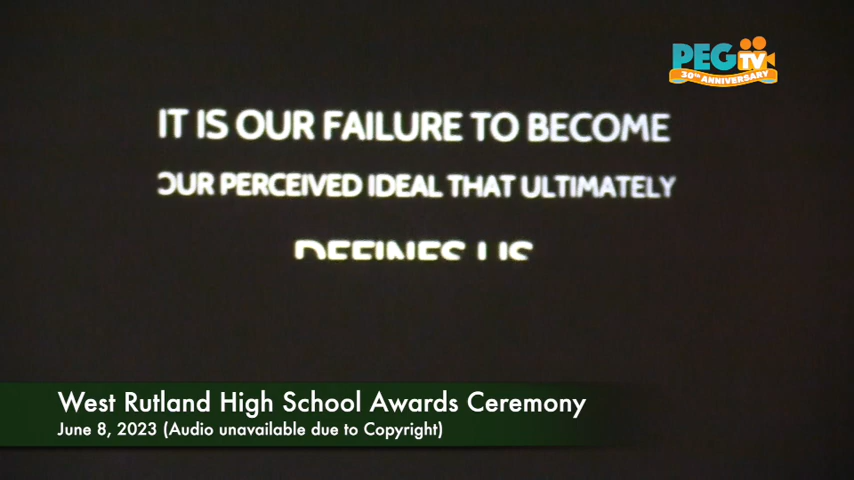 PEG
TV
30th ANNIVERSARY
IT IS OUR FAILURE TO BECOME
OUR PERCEIVED IDEAL THAT ULTIMATELY
DEFINES US
West Rutland High School Awards Ceremony
June 8, 2023 (Audio unavailable due to Copyright)